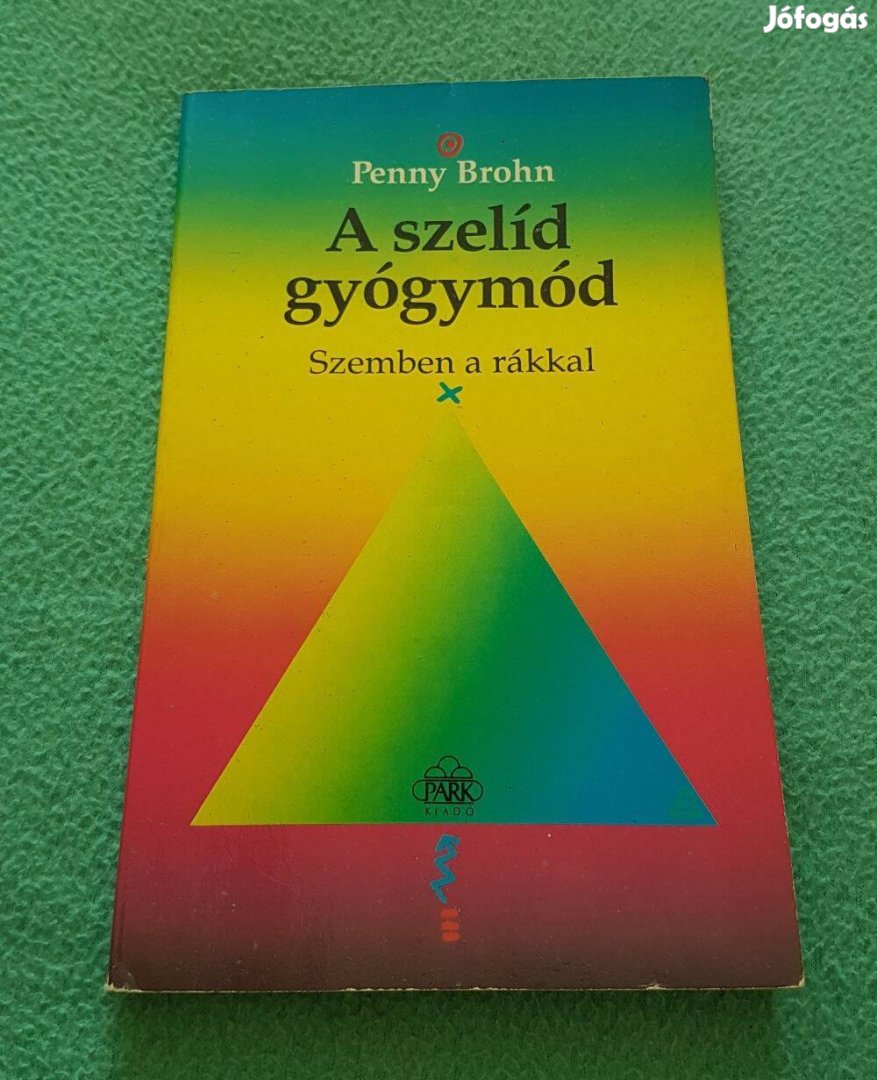 Jófogás
Penny Brohn
A szelíd
gyógymód
Szemben a rákkal
PARK
KIADÓ